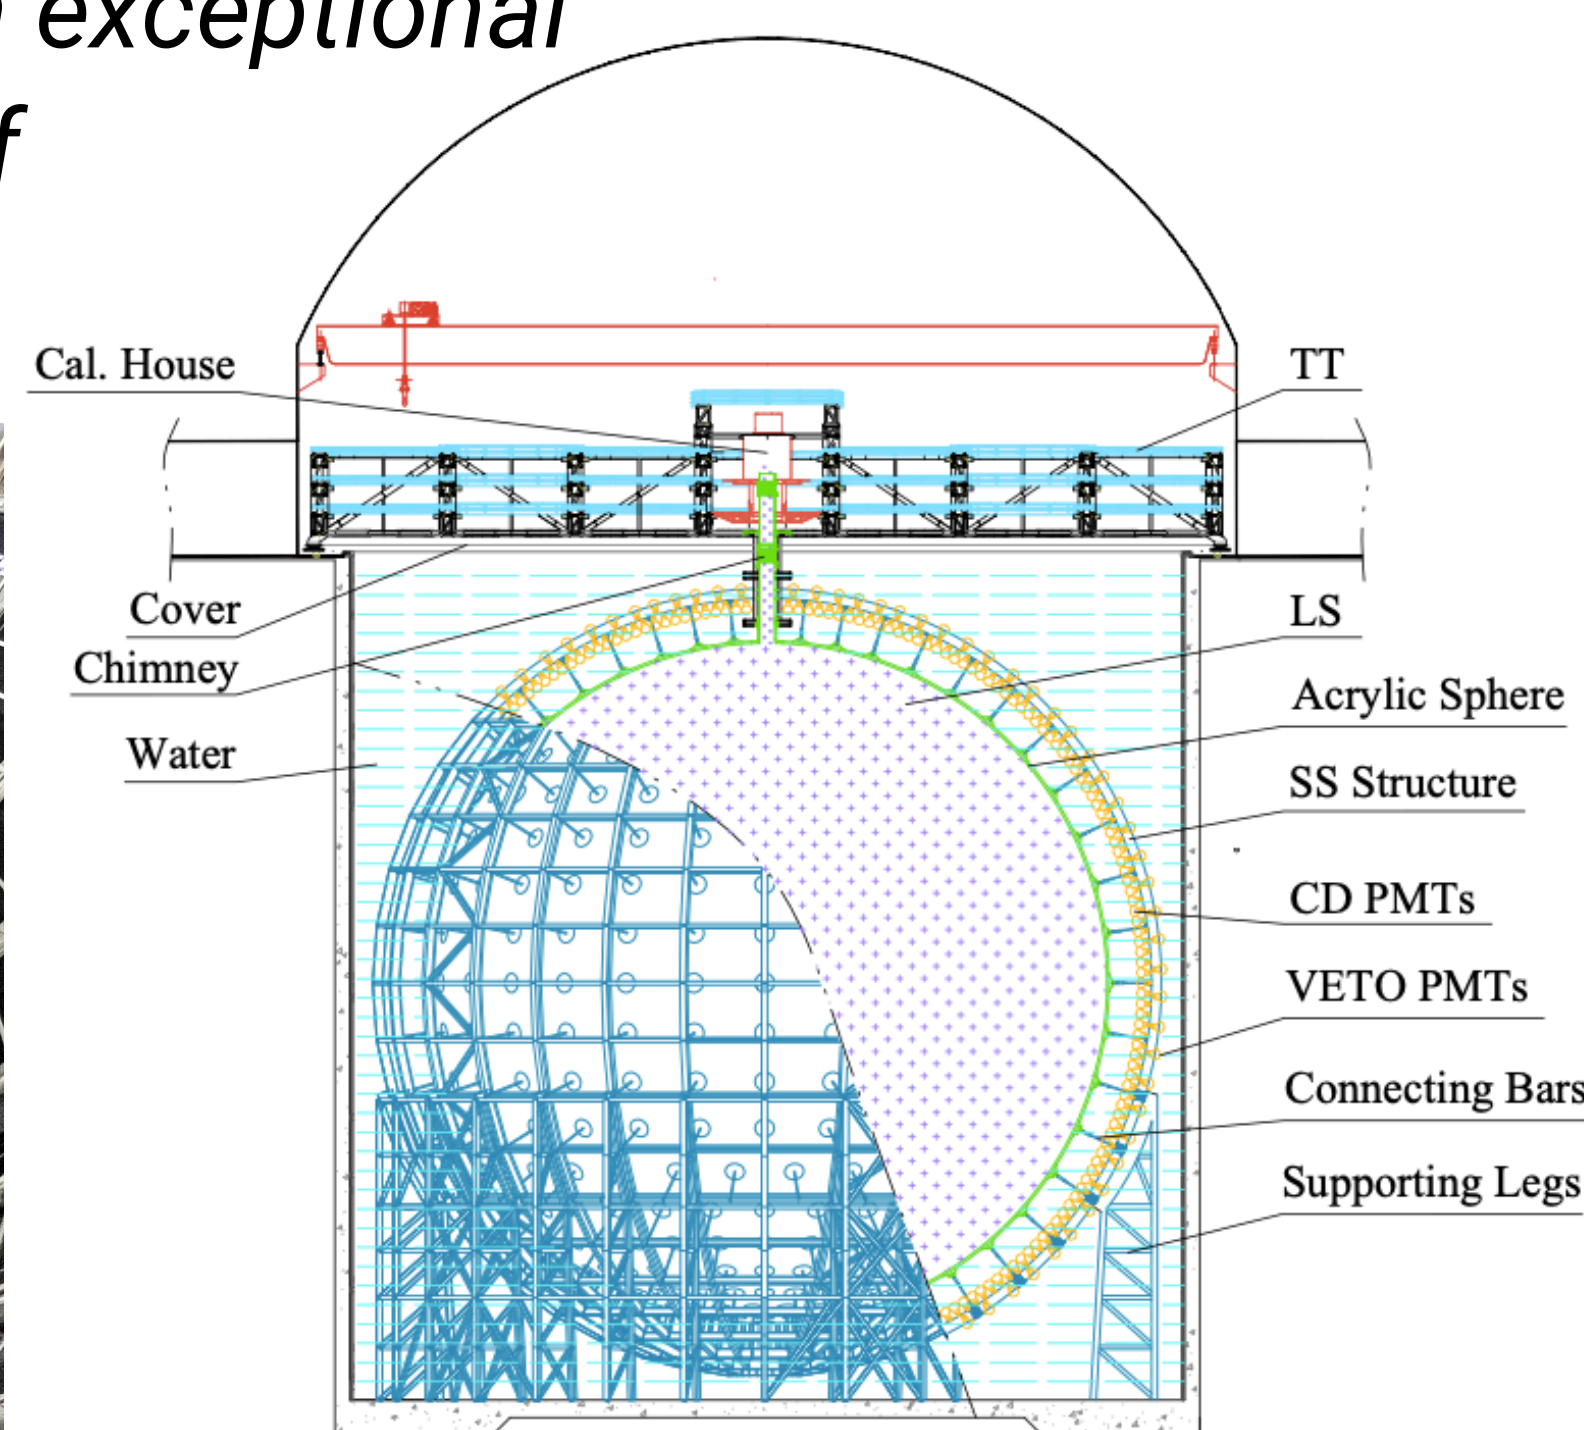 exceptional
f
Cal. House
TT
Cover
Chimney
Water
LS
Acrylic Sphere
SS Structure
CD PMTs
VETO PMTs
Connecting Bars
Supporting Legs